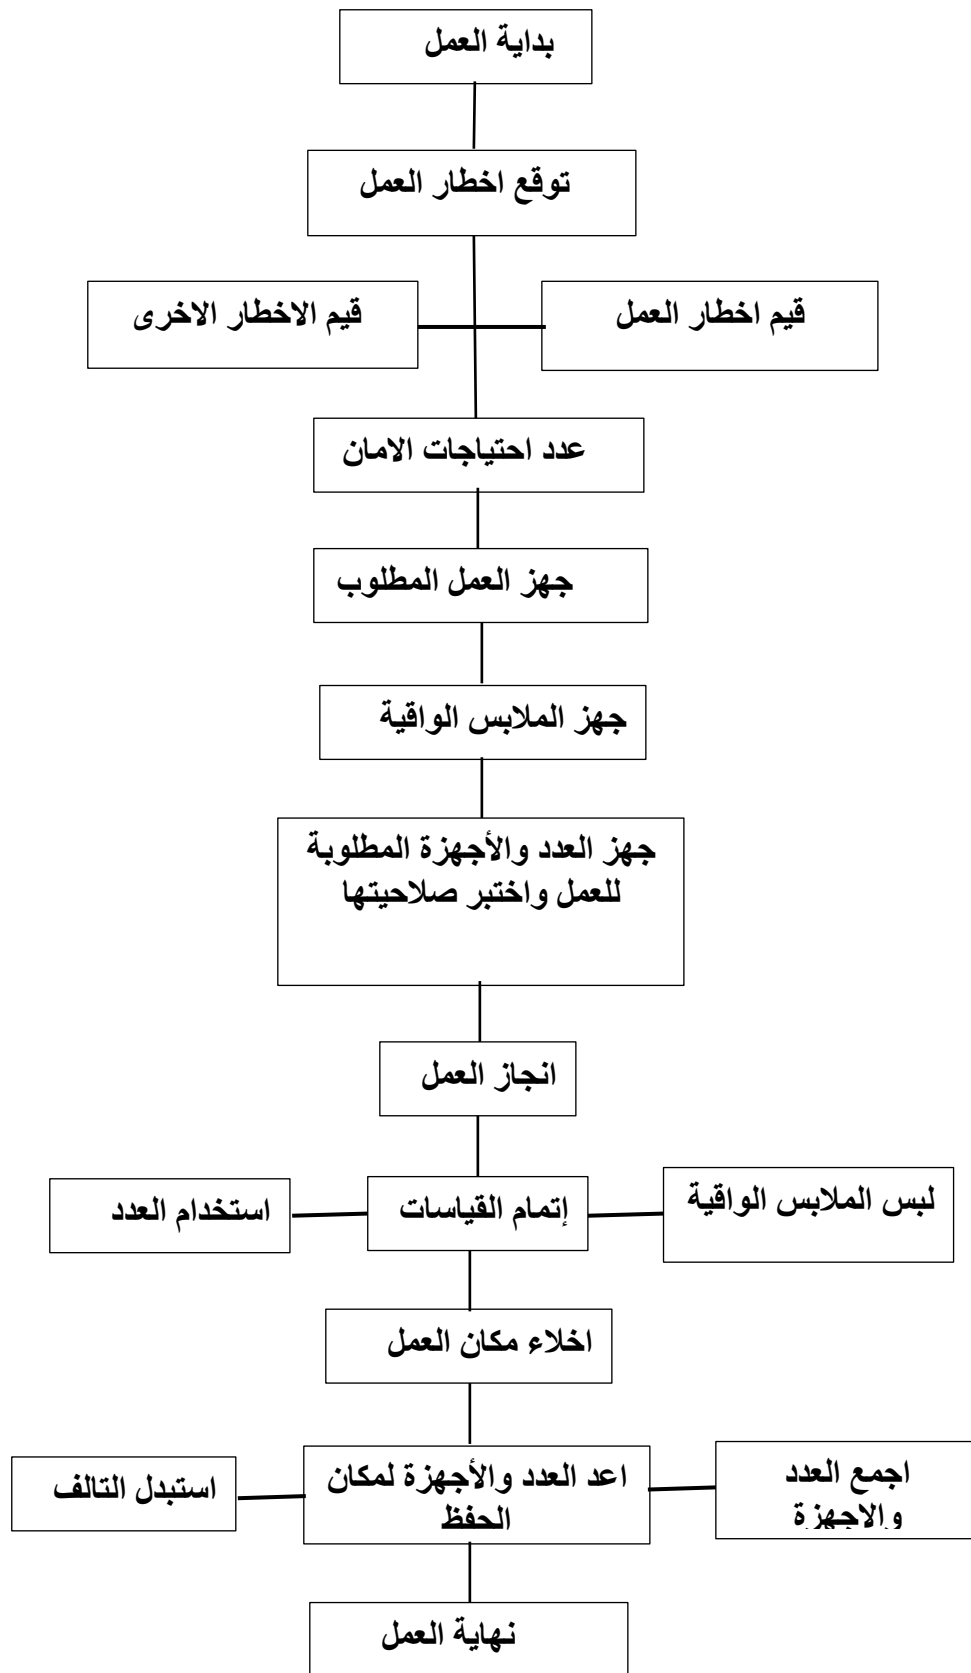 بداية العمل
توقع اخطار العمل
قيم اخطار العمل
قيم الاخطار الاخرى
عدد احتياجات الامان
جهز العمل المطلوب
جهز الملابس الواقية
جهز العدد والأجهزة المطلوبة
للعمل واختبر صلاحيتها
انجاز العمل
لبس الملابس الواقية
إتمام القياسات
استخدام العدد
اخلاء مكان العمل
اجمع العدد
والاجهزة
اعد العدد والأجهزة لمكان
الحفظ
استبدل التالف
نهاية العمل